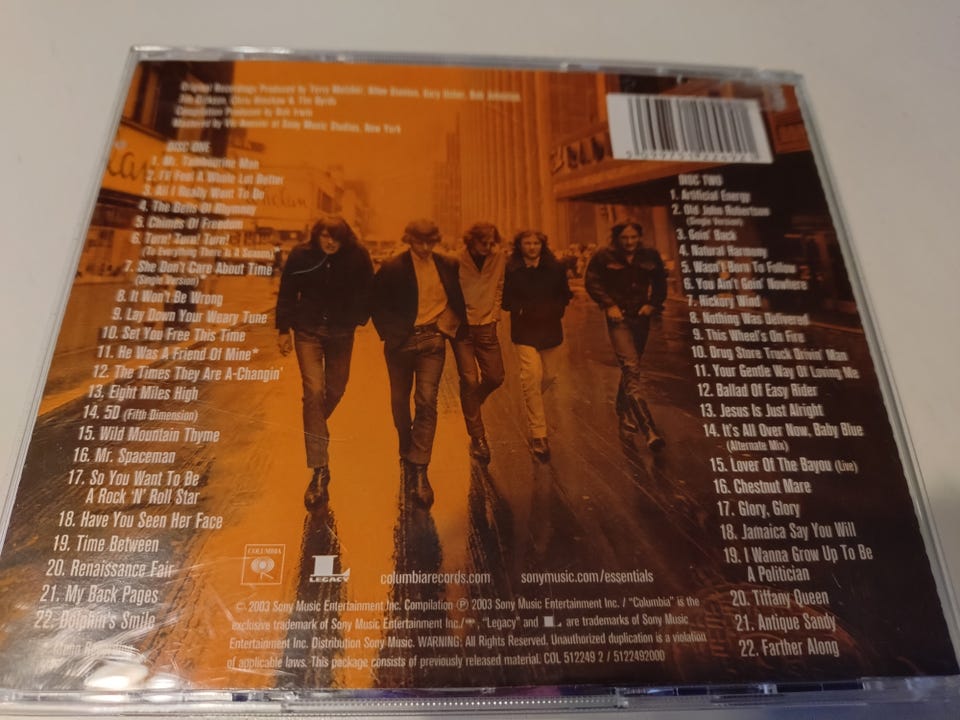 Original Recordings Produced by Terry Melcher, Allen Stanton, Gary Usher, Bob Johnston,
Jim Dickson, Chris Hinshaw & The Byrds
Compilation Produced by Bob Irwin
Mastered by Vic Anesini at Sony Music Studios, New York
DISC ONE
1. Mr. Tambourine Man
2. I'll Feel A Whole Lot Better
3. All I Really Want To Do
4. The Bells Of Rhymney
5. Chimes Of Freedom
6. Turn! Turn! Turn!
(To Everything There Is A Season)*
7. She Don't Care About Time
(Single Version)*
8. It Won't Be Wrong
9. Lay Down Your Weary Tune
10. Set You Free This Time
11. He Was A Friend Of Mine*
12. The Times They Are A-Changin'
13. Eight Miles High
14. 5D (Fifth Dimension)
15. Wild Mountain Thyme
16. Mr. Spaceman
17. So You Want To Be
A Rock 'N' Roll Star
18. Have You Seen Her Face
19. Time Between
20. Renaissance Fair
21. My Back Pages
22. Dolphin's Smile
DISC TWO
1. Artificial Energy
2. Old John Robertson
(Single Version)
3. Goin' Back
4. Natural Harmony
5. Wasn't Born To Follow
6. You Ain't Goin' Nowhere
7. Hickory Wind
8. Nothing Was Delivered
9. This Wheel's On Fire
10. Drug Store Truck Drivin' Man
11. Your Gentle Way Of Loving Me
12. Ballad Of Easy Rider
13. Jesus Is Just Alright
14. It's All Over Now, Baby Blue
(Alternate Mix)
15. Lover Of The Bayou (Live)
16. Chestnut Mare
17. Glory, Glory
18. Jamaica Say You Will
19. I Wanna Grow Up To Be
A Politician
20. Tiffany Queen
21. Antique Sandy
22. Farther Along
COLUMBIA
LEGACY
columbiarecords.com
sonymusic.com/essentials
© 2003 Sony Music Entertainment Inc. Compilation ℗ 2003 Sony Music Entertainment Inc. / "Columbia" is the
exclusive trademark of Sony Music Entertainment Inc./ , "Legacy" and are trademarks of Sony Music
Entertainment Inc. Distribution Sony Music. WARNING: All Rights Reserved. Unauthorized duplication is a violation
of applicable laws. This package consists of previously released material. COL 512249 2 / 5122492000